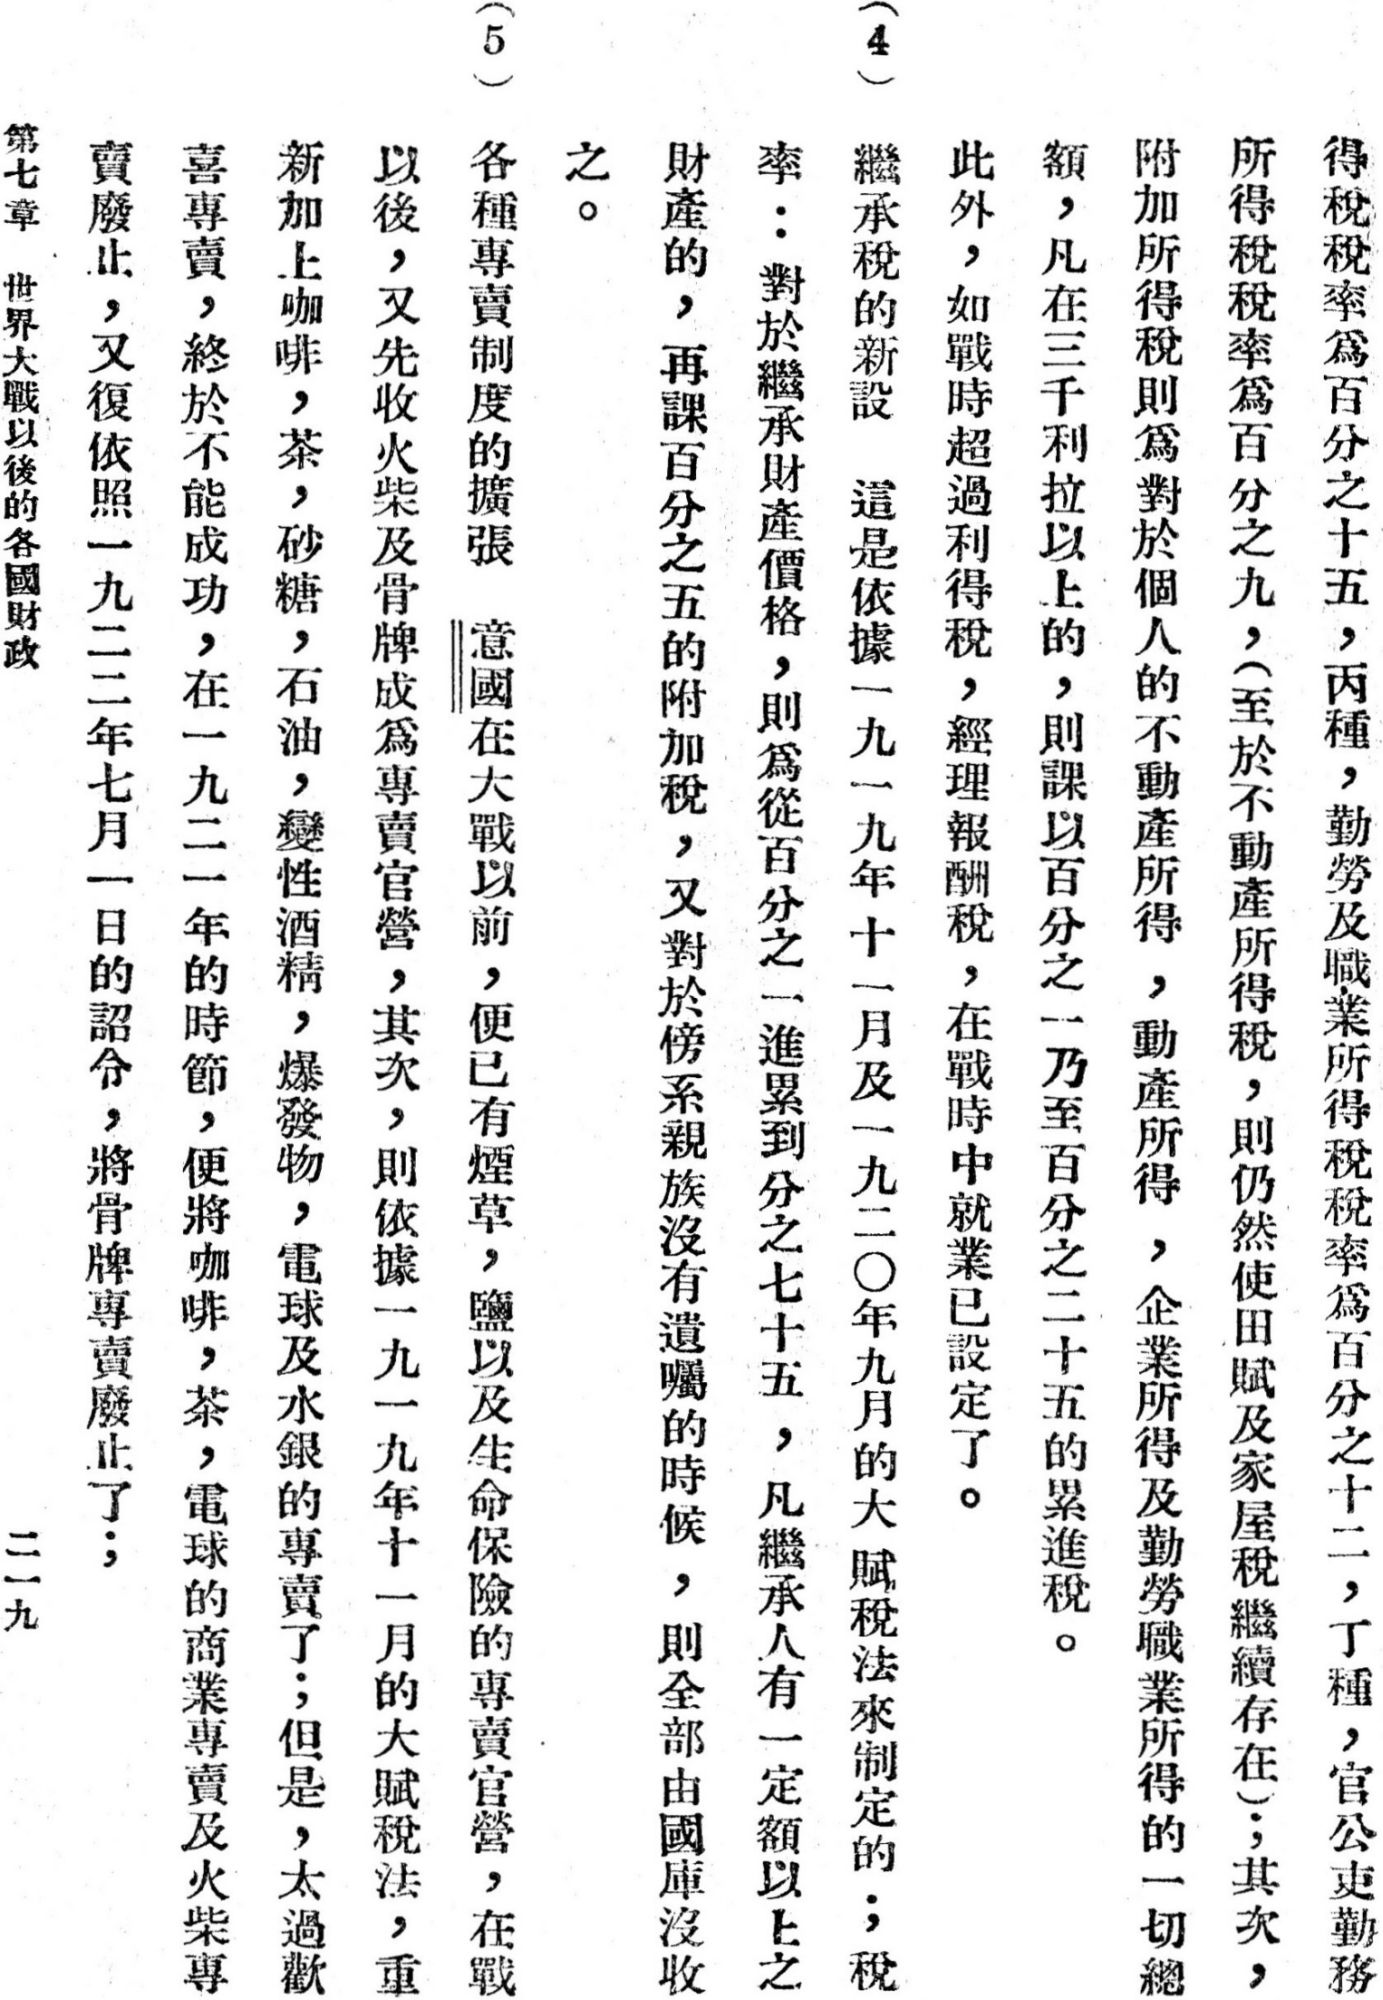 得稅稅率爲百分之十五，丙種，勤勞及職業所得稅稅率爲百分之十二，丁種，官公吏勤務
所得稅稅率爲百分之九，（至於不動產所得稅，則仍然使田賦及家屋稅繼續存在）；其次，
附加所得稅則爲對於個人的不動產所得，動產所得，企業所得及勤勞職業所得的一切總
額，凡在三千利拉以上的，則課以百分之一乃至百分之二十五的累進稅。
此外，如戰時超過利得稅，經理報酬稅，在戰時中就業已設定了。
（4）繼承稅的新設　這是依據一九一九年十一月及一九二〇年九月的大賦稅法來制定的；稅
率：對於繼承財產價格，則爲從百分之一進累到分之七十五，凡繼承人有一定額以上之
財產的，再課百分之五的附加稅，又對於傍系親族沒有遺囑的時候，則全部由國庫沒收
之。
（5）各種專賣制度的擴張　意國在大戰以前，便已有煙草，鹽以及生命保險的專賣官營，在戰
以後，又先收火柴及骨牌成爲專賣官營，其次，則依據一九一九年十一月的大賦稅法，重
新加上咖啡，茶，砂糖，石油，變性酒精，爆發物，電球及水銀的專賣了；但是，太過歡
喜專賣，終於不能成功，在一九二一年的時節，便將咖啡，茶，電球的商業專賣及火柴專
賣廢止，又復依照一九二二年七月一日的詔令，將骨牌專賣廢止了；
第七章　世界大戰以後的各國財政　二一九